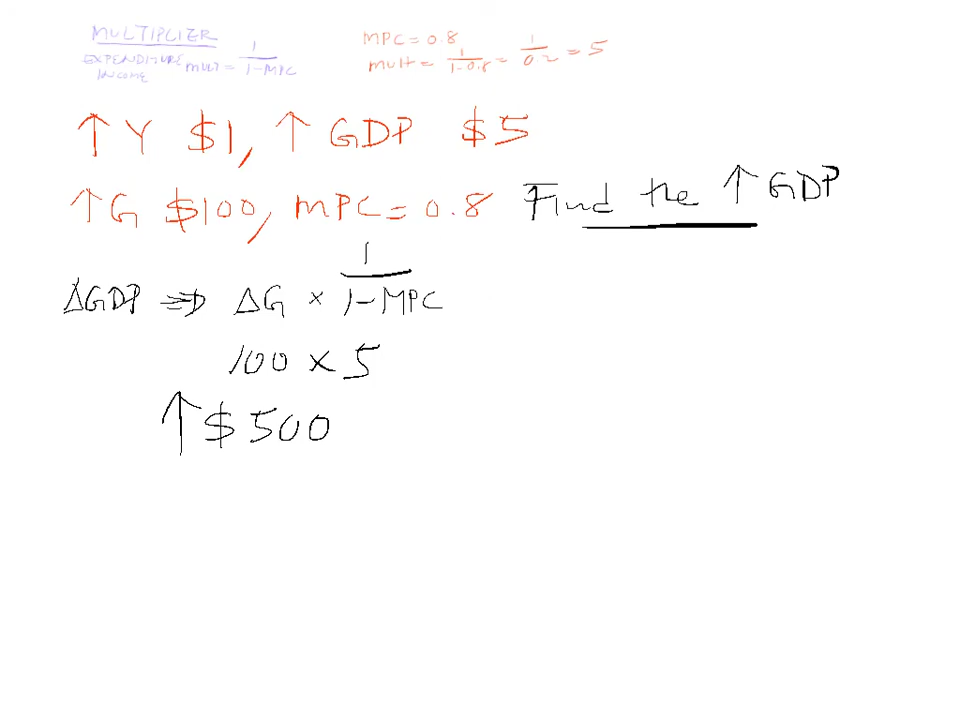 MULTIPLIER
EXPENDITURE MULT = 1/1-MPC
INCOME
MPC = 0.8
MULT = 1/1-0.8 = 1/0.2 = 5
↑ Y $1, ↑ GDP $5
↑G $100, MPC = 0.8 Find the ↑ GDP
ΔGDP ⇒ ΔG × 1/1-MPC
100 × 5
↑ $500